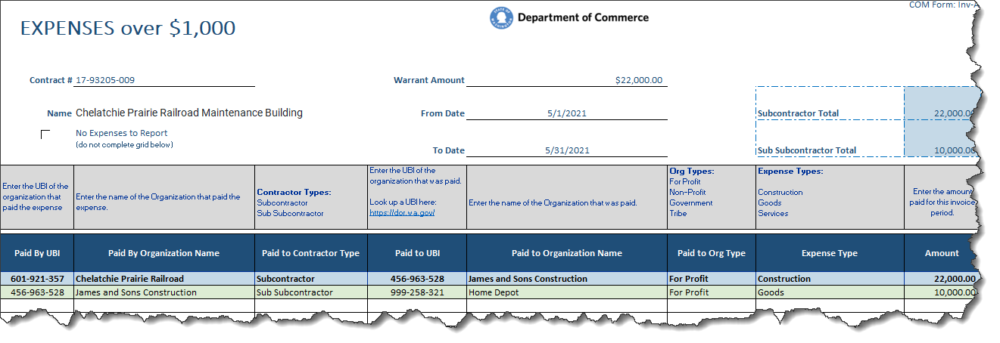 COM Form: Inv-A
Department of Commerce
EXPENSES over $1,000
Contract # 17-93205-009
Warrant Amount $22,000.00
Name Chelatchie Prairie Railroad Maintenance Building
From Date 5/1/2021
Subcontractor Total 22,000.00
No Expenses to Report
(do not complete grid below)
To Date 5/31/2021
Sub Subcontractor Total 10,000.00
Enter the UBI of the
organization that
paid the expense
Enter the name of the Organization that paid the
expense.
Contractor Types:
Subcontractor
Sub Subcontractor
Enter the UBI of the
organization that was paid.
Look up a UBI here:
https://dor.wa.gov/
Enter the name of the Organization that was paid.
Org Types:
For Profit
Non-Profit
Government
Tribe
Expense Types:
Construction
Goods
Services
Enter the amount
paid for this invoice
period.
Paid By UBI Paid By Organization Name Paid to Contractor Type Paid to UBI Paid to Organization Name Paid to Org Type Expense Type Amount
601-921-357 Chelatchie Prairie Railroad Subcontractor 456-963-528 James and Sons Construction For Profit Construction 22,000.00
456-963-528 James and Sons Construction Sub Subcontractor 999-258-321 Home Depot For Profit Goods 10,000.00